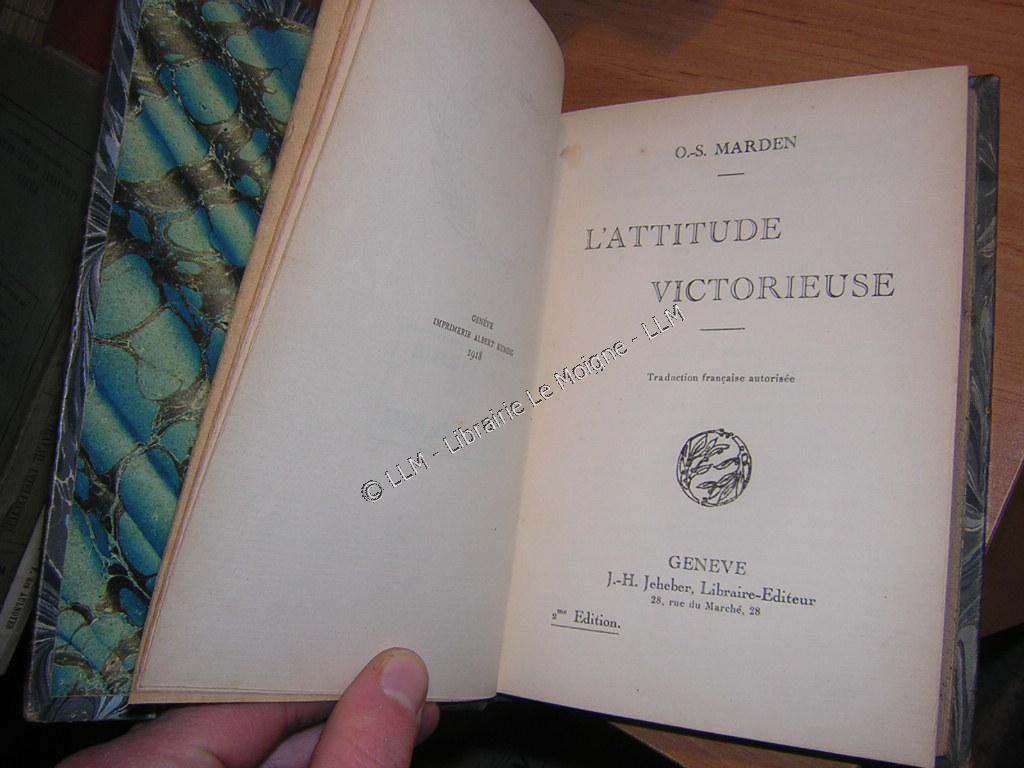 GENÈVE
IMPRIMERIE ALBERT KUNDIG
1918
O.-S. MARDEN
L'ATTITUDE
VICTORIEUSE
Traduction française autorisée
GENEVE
J.-H. Jeheber, Libraire-Editeur
28, rue du Marché, 28
2me Edition.
© LLM - Librairie Le Moigne - LLM